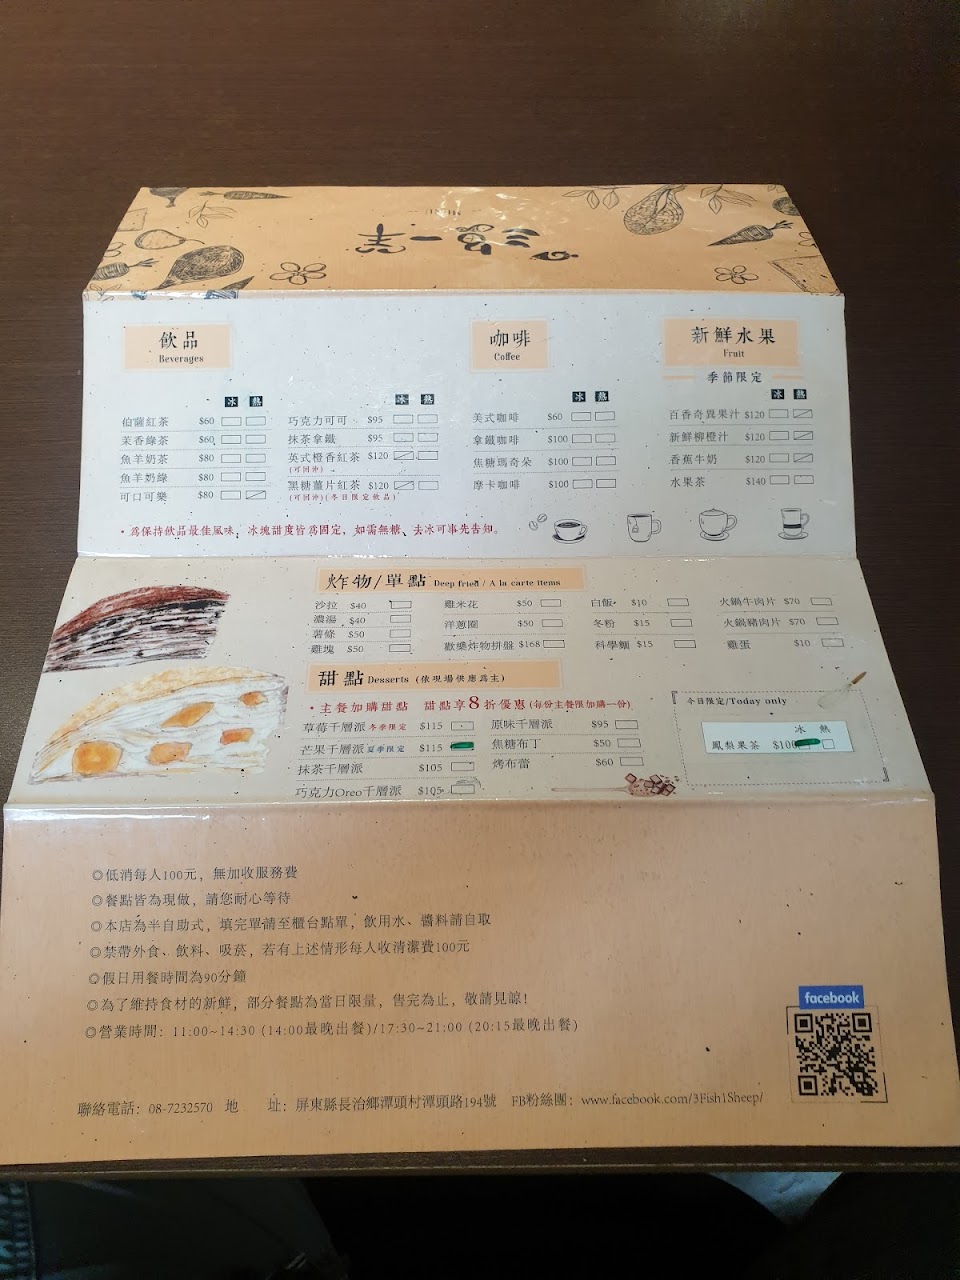 三魚一羊
飲品
Beverages
冰 熱
伯薩紅茶 $60
茉香綠茶 $60
魚羊奶茶 $80
魚羊奶綠 $80
可口可樂 $80
冰 熱
巧克力可可 $95
抹茶拿鐵 $95
英式橙香紅茶 $120
(可回沖)
黑糖薑片紅茶 $120
(可回沖)(冬日限定飲品)
•為保持飲品最佳風味, 冰塊甜度皆為固定, 如需無糖、去冰可事先告知。
咖啡
Coffee
冰 熱
美式咖啡 $60
拿鐵咖啡 $100
焦糖瑪奇朵 $100
摩卡咖啡 $100
新鮮水果
Fruit
季節限定
冰 熱
百香奇異果汁 $120
新鮮柳橙汁 $120
香蕉牛奶 $120
水果茶 $140
炸物/單點 Deep fried / A la carte items
沙拉 $40
濃湯 $40
薯條 $50
雞塊 $50
雞米花 $50
洋蔥圈 $50
歡樂炸物拼盤 $168
白飯 $10
冬粉 $15
科學麵 $15
火鍋牛肉片 $70
火鍋豬肉片 $70
雞蛋 $10
甜點 Desserts (依現場供應為主)
•主餐加購甜點 甜點享8折優惠(每份主餐限加購一份)
草莓千層派 冬季限定 $115
芒果千層派 夏季限定 $115
抹茶千層派 $105
巧克力Oreo千層派 $105
原味千層派 $95
焦糖布丁 $50
烤布蕾 $60
今日限定/Today only
冰 熱
鳳梨果茶 $100
◎低消每人100元, 無加收服務費
◎餐點皆為現做, 請您耐心等待
◎本店為半自助式, 填完單請至櫃台點單, 飲用水、醬料請自取
◎禁帶外食、飲料、吸菸, 若有上述情形每人收清潔費100元
◎假日用餐時間為90分鐘
◎為了維持食材的新鮮, 部分餐點為當日限量, 售完為止, 敬請見諒!
◎營業時間: 11:00~14:30 (14:00最晚出餐)/17:30~21:00 (20:15最晚出餐)
facebook
聯絡電話: 08-7232570 地 址: 屏東縣長治鄉潭頭村潭頭路194號 FB粉絲團: www.facebook.com/3Fish1Sheep/